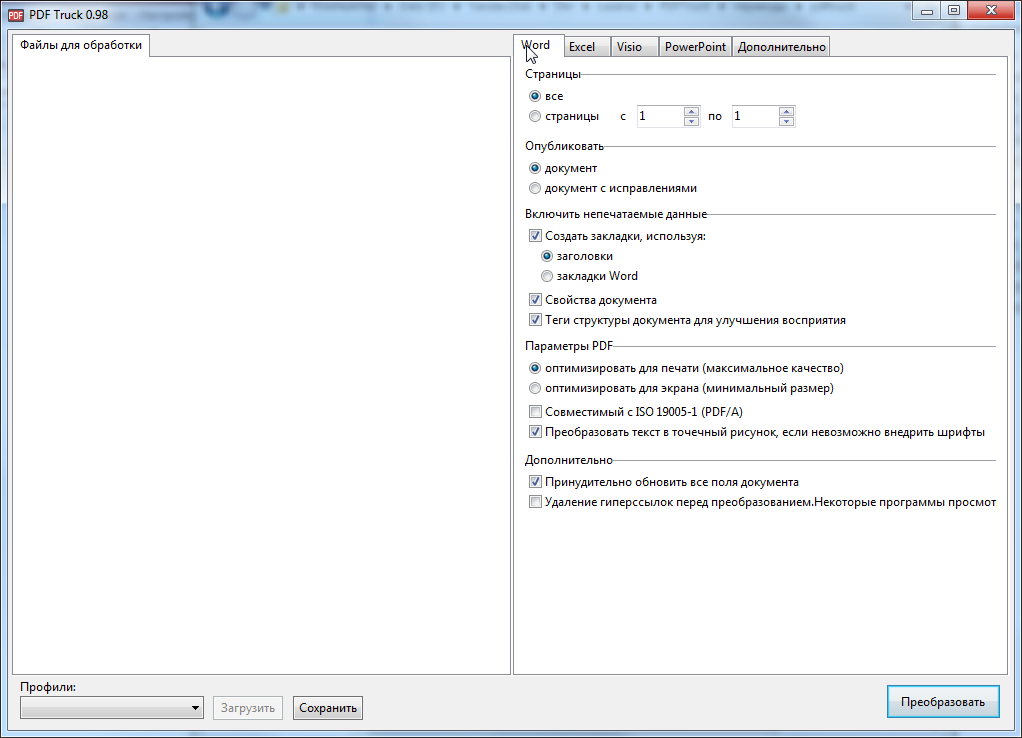 PDF Truck 0.98
Файлы для обработки
Word Excel Visio PowerPoint Дополнительно
Страницы
все
страницы с 1 по 1
Опубликовать
документ
документ с исправлениями
Включить непечатаемые данные
Создать закладки, используя:
заголовки
закладки Word
Свойства документа
Теги структуры документа для улучшения восприятия
Параметры PDF
оптимизировать для печати (максимальное качество)
оптимизировать для экрана (минимальный размер)
Совместимый с ISO 19005-1 (PDF/A)
Преобразовать текст в точечный рисунок, если невозможно внедрить шрифты
Дополнительно
Принудительно обновить все поля документа
Удаление гиперссылок перед преобразованием.Некоторые программы просмот
Профили:
Загрузить Сохранить Преобразовать